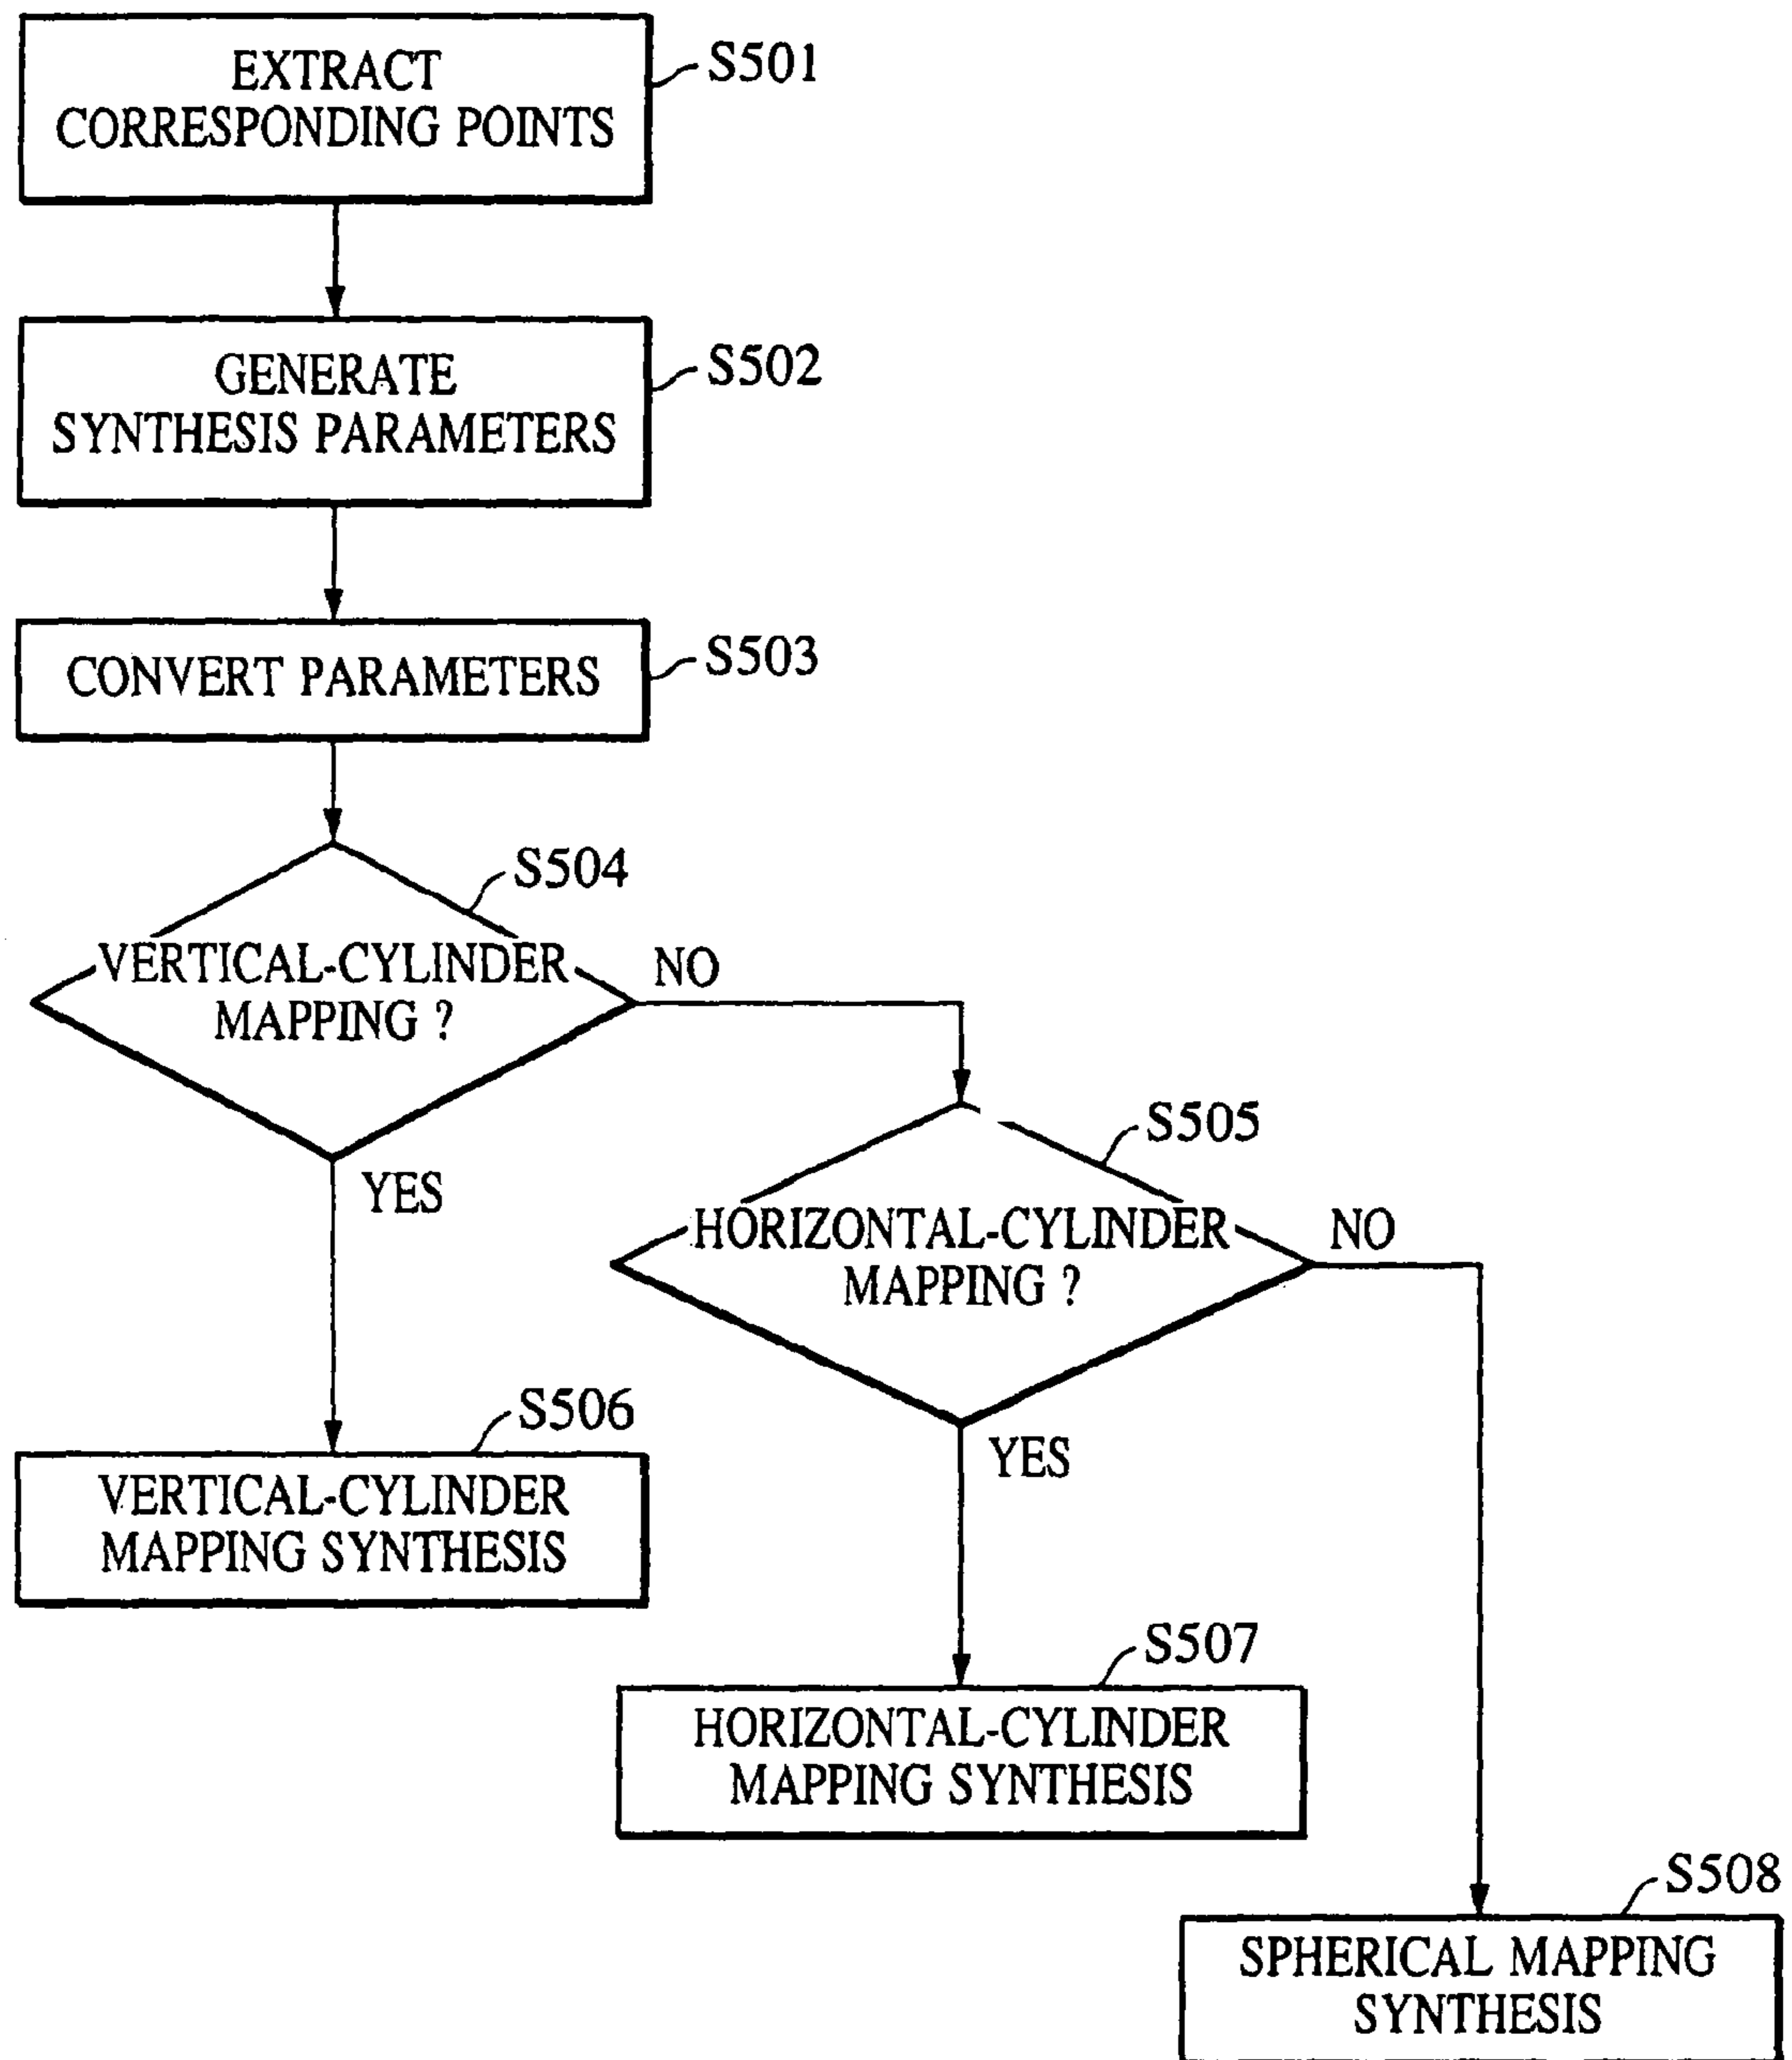 EXTRACT
CORRESPONDING POINTS
S501
GENERATE
SYNTHESIS PARAMETERS
S502
CONVERT PARAMETERS
S503
S504
VERTICAL-CYLINDER
MAPPING ?
NO
YES
S505
HORIZONTAL-CYLINDER
MAPPING ?
NO
YES
S506
VERTICAL-CYLINDER
MAPPING SYNTHESIS
S507
HORIZONTAL-CYLINDER
MAPPING SYNTHESIS
S508
SPHERICAL MAPPING
SYNTHESIS